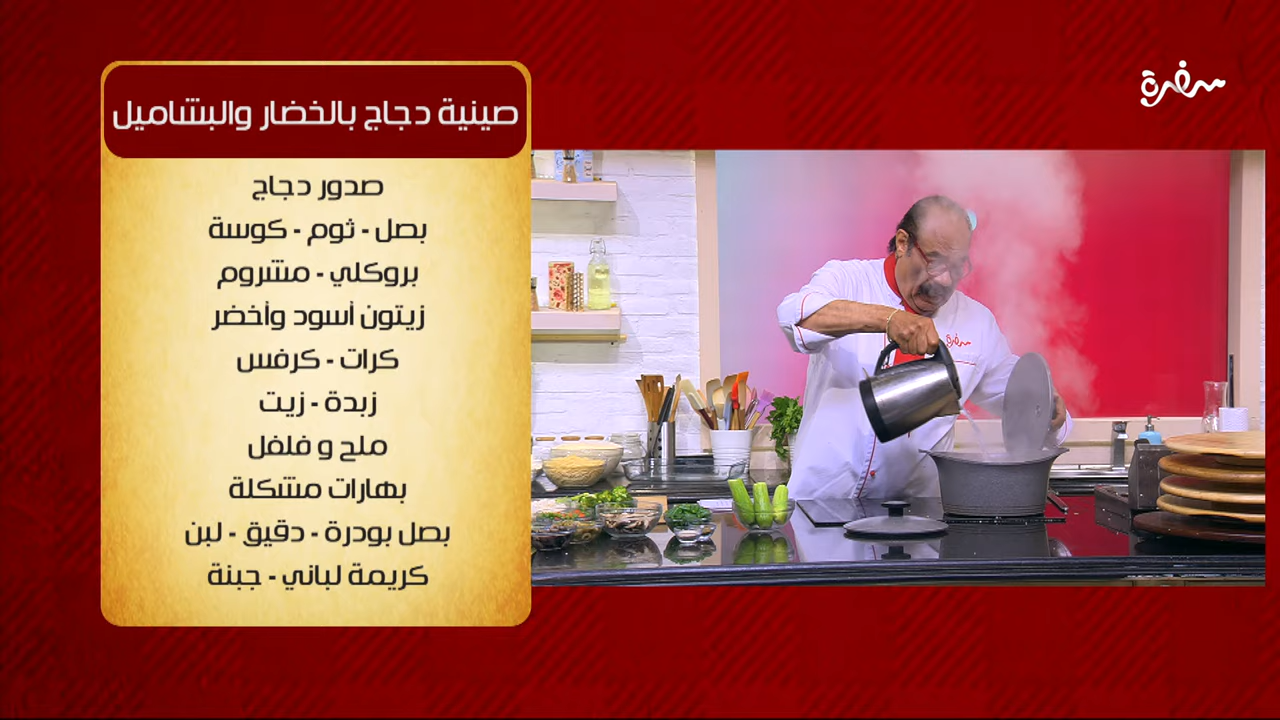 سفرة
صينية دجاج بالخضار والبشاميل
صدور دجاج
بصل - ثوم - كوسة
بروكلي - مشروم
زيتون أسود وأخضر
كرات - كرفس
زبدة - زيت
ملح و فلفل
بهارات مشكلة
بصل بودرة - دقيق - لبن
كريمة لباني - جبنة
سفرة